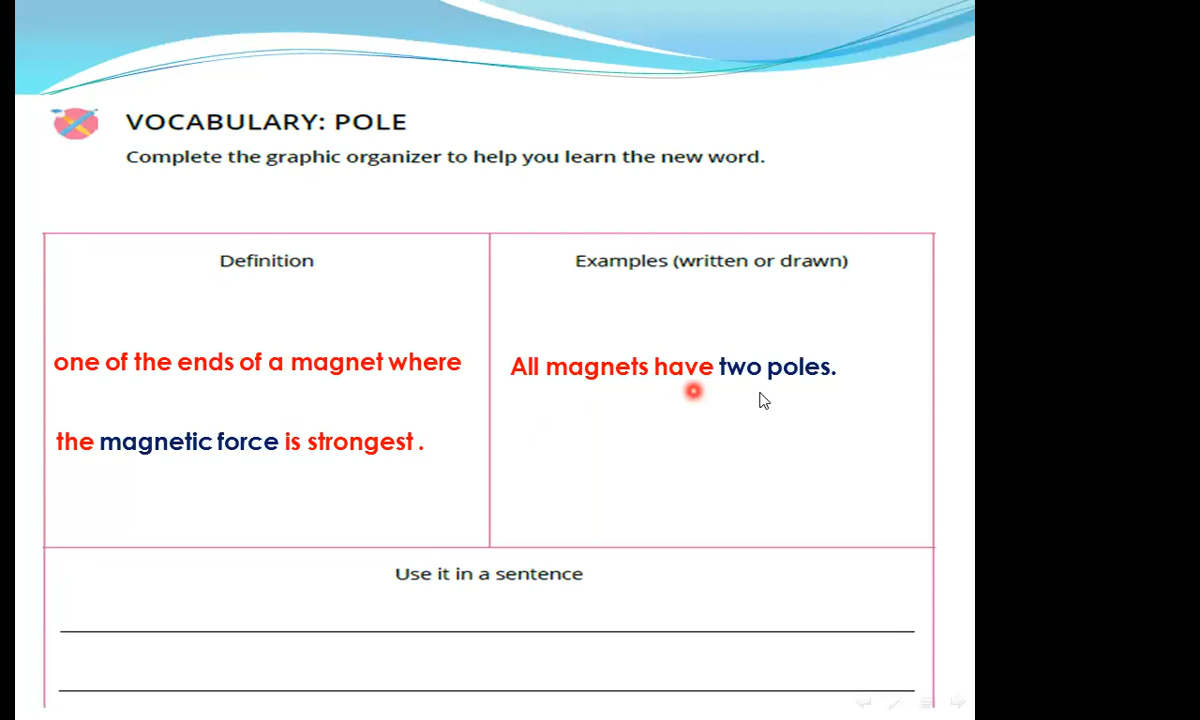 VOCABULARY: POLE
Complete the graphic organizer to help you learn the new word.
Definition
one of the ends of a magnet where
the magnetic force is strongest .
Examples (written or drawn)
All magnets have two poles.
Use it in a sentence